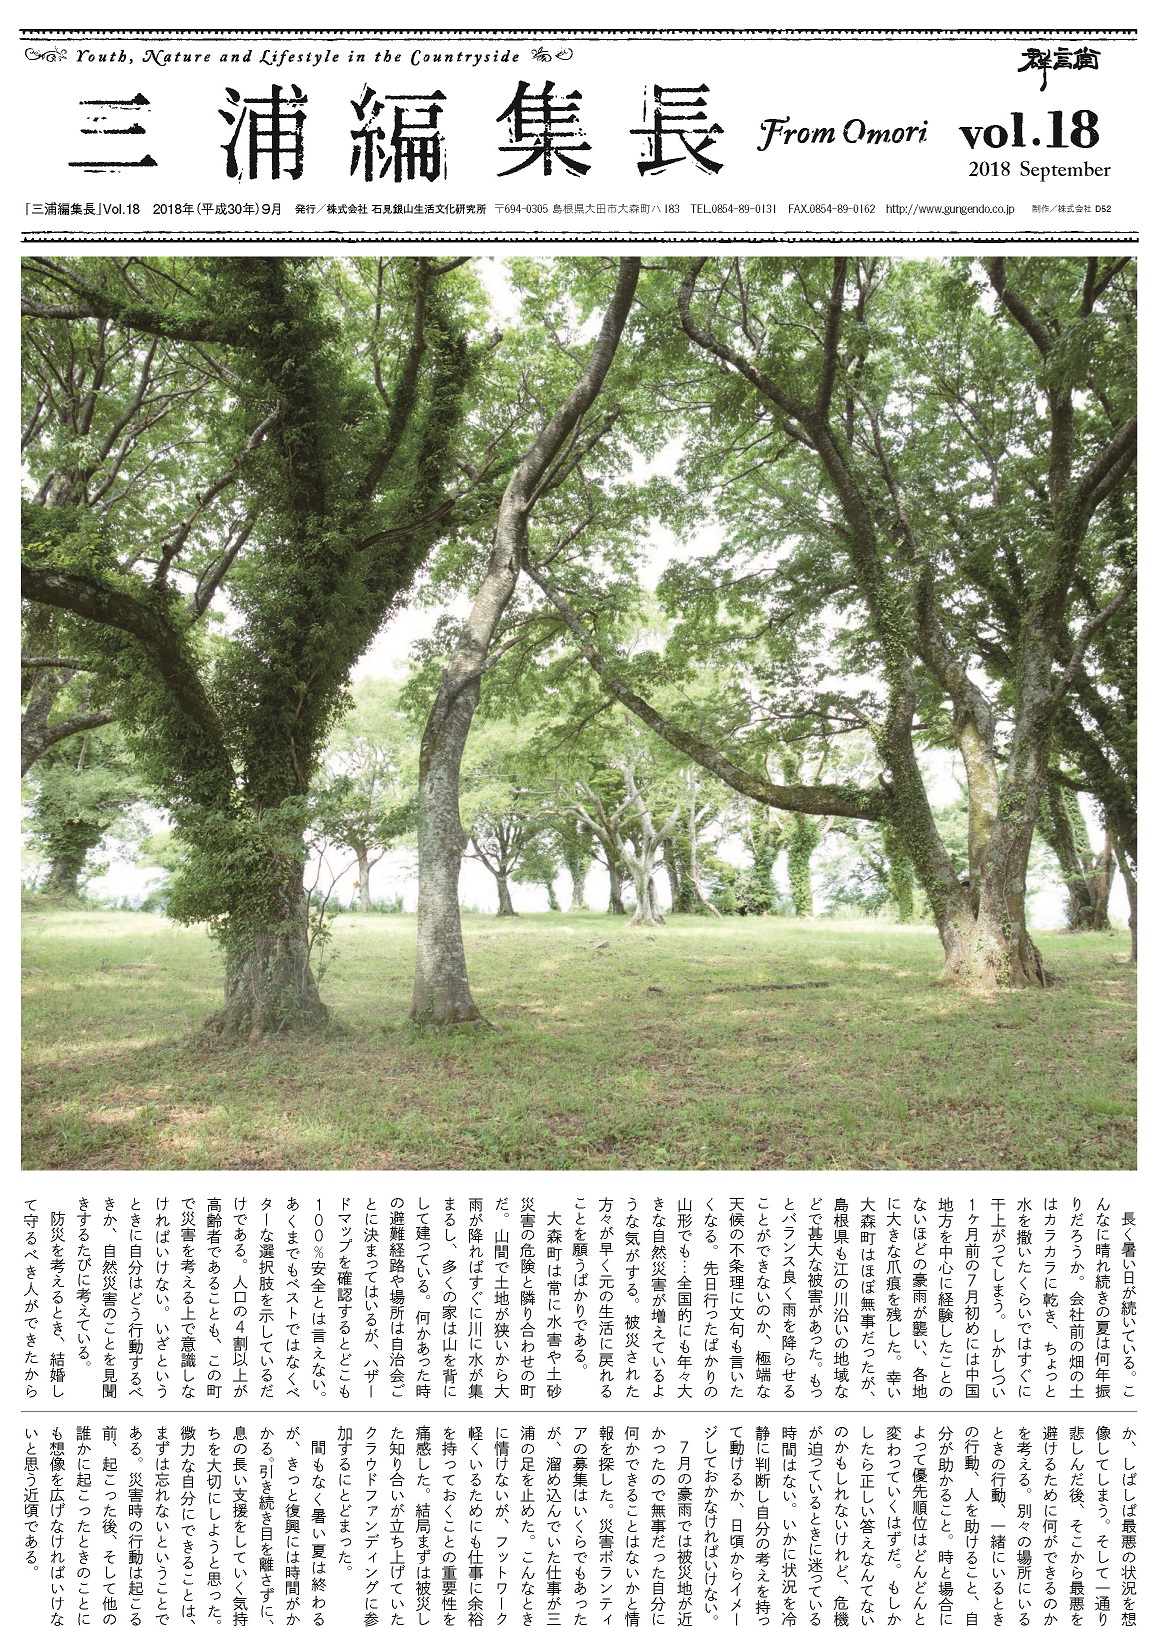 Youth, Nature and Lifestyle in the Countryside
群言堂
三浦編集長
From Omori
vol.18
2018 September
『三浦編集長』Vol.18 2018年（平成30年）9月 発行／株式会社 石見銀山生活文化研究所 〒694-0305 島根県大田市大森町ハ183 TEL.0854-89-0131 FAX.0854-89-0162 http://www.gungendo.co.jp 制作／株式会社 D52
長く暑い日が続いている。こ
んなに晴れ続きの夏は何年振
りだろうか。会社前の畑の土
はカラカラに乾き、ちょっと
水を撒いたくらいではすぐに
干上がってしまう。しかしつい
1ヶ月前の7月初めには中国
地方を中心に経験したことの
ないほどの豪雨が襲い、各地
に大きな爪痕を残した。幸い
大森町はほぼ無事だったが、
島根県も江の川沿いの地域な
どで甚大な被害があった。もっ
とバランス良く雨を降らせる
ことができないのか、極端な
天候の不条理に文句も言いた
くなる。先日行ったばかりの
山形でも…全国的にも年々大
きな自然災害が増えているよ
うな気がする。被災された
方々が早く元の生活に戻れる
ことを願うばかりである。
大森町は常に水害や土砂
災害の危険と隣り合わせの町
だ。山間で土地が狭いから大
雨が降ればすぐに川に水が集
まるし、多くの家は山を背に
して建っている。何かあった時
の避難経路や場所は自治会ご
とに決まってはいるが、ハザー
ドマップを確認するとどこも
100％安全とは言えない。
あくまでもベストではなくベ
ターな選択肢を示しているだ
けである。人口の4割以上が
高齢者であることも、この町
で災害を考える上で意識しな
ければいけない。いざという
ときに自分はどう行動するべ
きか、自然災害のことを見聞
きするたびに考えている。
防災を考えるとき、結婚し
て守るべき人ができたから
か、しばしば最悪の状況を想
像してしまう。そして一通り
悲しんだ後、そこから最悪を
避けるために何ができるのか
を考える。別々の場所にいる
ときの行動、一緒にいるとき
の行動、人を助けること、自
分が助かること。時と場合に
よって優先順位はどんどんと
変わっていくはずだ。もしか
したら正しい答えなんてない
のかもしれないけれど、危機
が迫っているときに迷っている
時間はない。いかに状況を冷
静に判断し自分の考えを持っ
て動けるか、日頃からイメー
ジしておかなければいけない。
7月の豪雨では被災地が近
かったので無事だった自分に
何かできることはないかと情
報を探した。災害ボランティ
アの募集はいくらでもあった
が、溜め込んでいた仕事が三
浦の足を止めた。こんなとき
に情けないが、フットワーク
軽くいるためにも仕事に余裕
を持っておくことの重要性を
痛感した。結局まずは被災し
た知り合いが立ち上げていた
クラウドファンディングに参
加するにとどまった。
間もなく暑い夏は終わる
が、きっと復興には時間がか
かる。引き続き目を離さずに、
息の長い支援をしていく気持
ちを大切にしようと思った。
微力な自分にできることは、
まずは忘れないということで
ある。災害時の行動は起こる
前、起こった後、そして他の
誰かに起こったときのことに
も想像を広げなければいけな
いと思う近頃である。